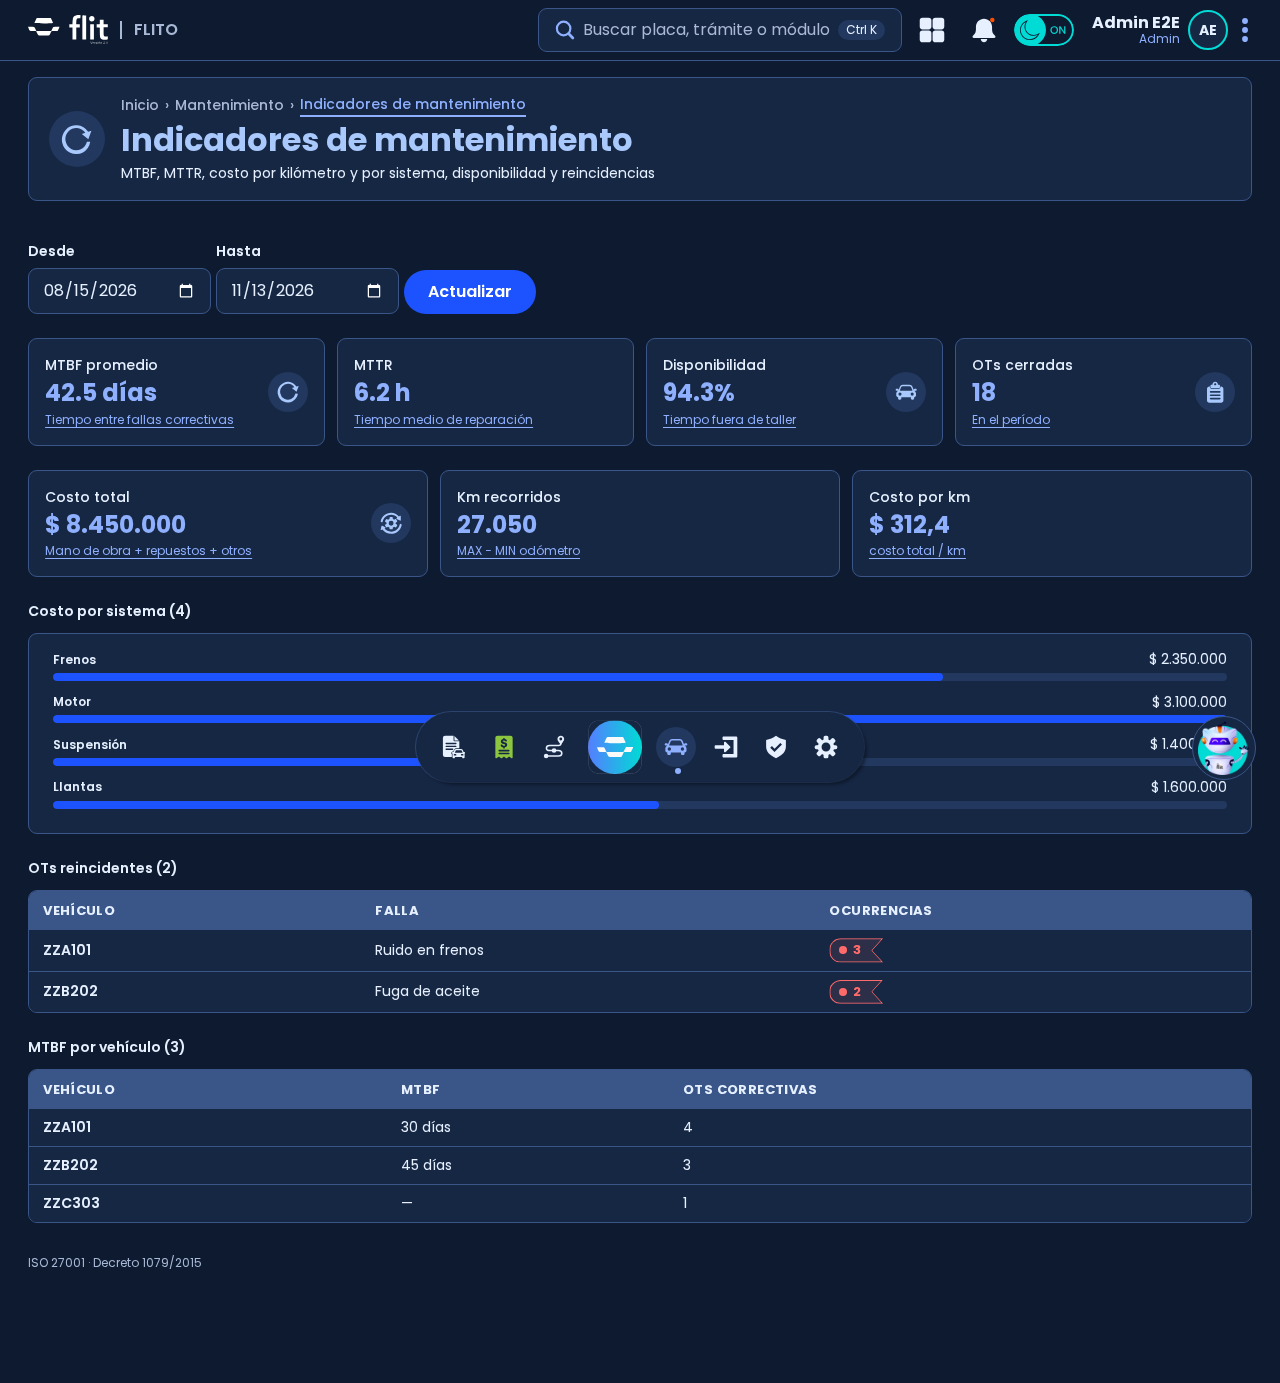 flit | FLITO
Buscar placa, trámite o módulo Ctrl K
ON
Admin E2E
Admin
AE
Inicio › Mantenimiento › Indicadores de mantenimiento
Indicadores de mantenimiento
MTBF, MTTR, costo por kilómetro y por sistema, disponibilidad y reincidencias
Desde
Hasta
08/15/2026
11/13/2026
Actualizar
MTBF promedio
42.5 días
Tiempo entre fallas correctivas
MTTR
6.2 h
Tiempo medio de reparación
Disponibilidad
94.3%
Tiempo fuera de taller
OTs cerradas
18
En el período
Costo total
$ 8.450.000
Mano de obra + repuestos + otros
Km recorridos
27.050
MAX - MIN odómetro
Costo por km
$ 312,4
costo total / km
Costo por sistema (4)
Frenos $ 2.350.000
Motor $ 3.100.000
Suspensión
Llantas $ 1.600.000
OTs reincidentes (2)
VEHÍCULO FALLA OCURRENCIAS
ZZA101 Ruido en frenos 3
ZZB202 Fuga de aceite 2
MTBF por vehículo (3)
VEHÍCULO MTBF OTS CORRECTIVAS
ZZA101 30 días 4
ZZB202 45 días 3
ZZC303 — 1
ISO 27001 · Decreto 1079/2015